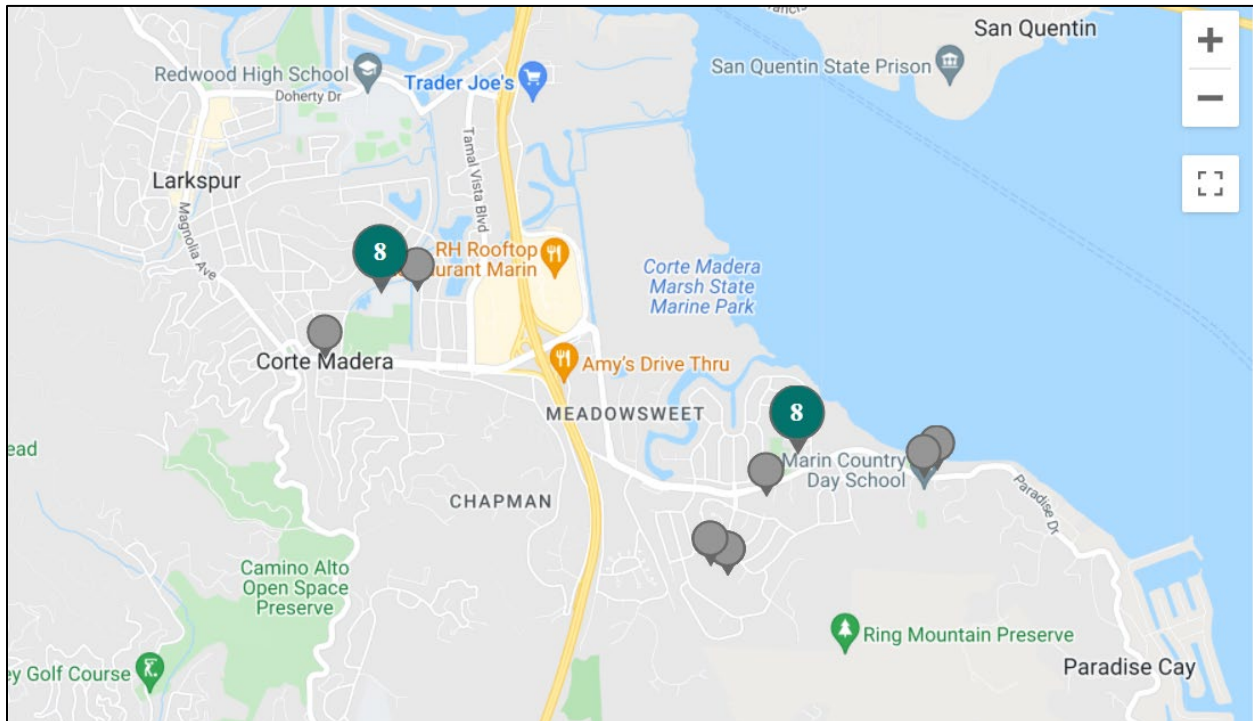 San Quentin
Redwood High School
Doherty Dr
Trader Joe's
San Quentin State Prison
Tamal Vista Blvd
Larkspur
Magnolia Ave
8
RH Rooftop
Marin
Corte Madera
Marsh State
Marine Park
Corte Madera
Amy's Drive Thru
MEADOWSWEET
8
ead
Marin Country
Day School
CHAPMAN
Paradise Dr
Camino Alto
Open Space
Preserve
Ring Mountain Preserve
Paradise Cay
ey Golf Course